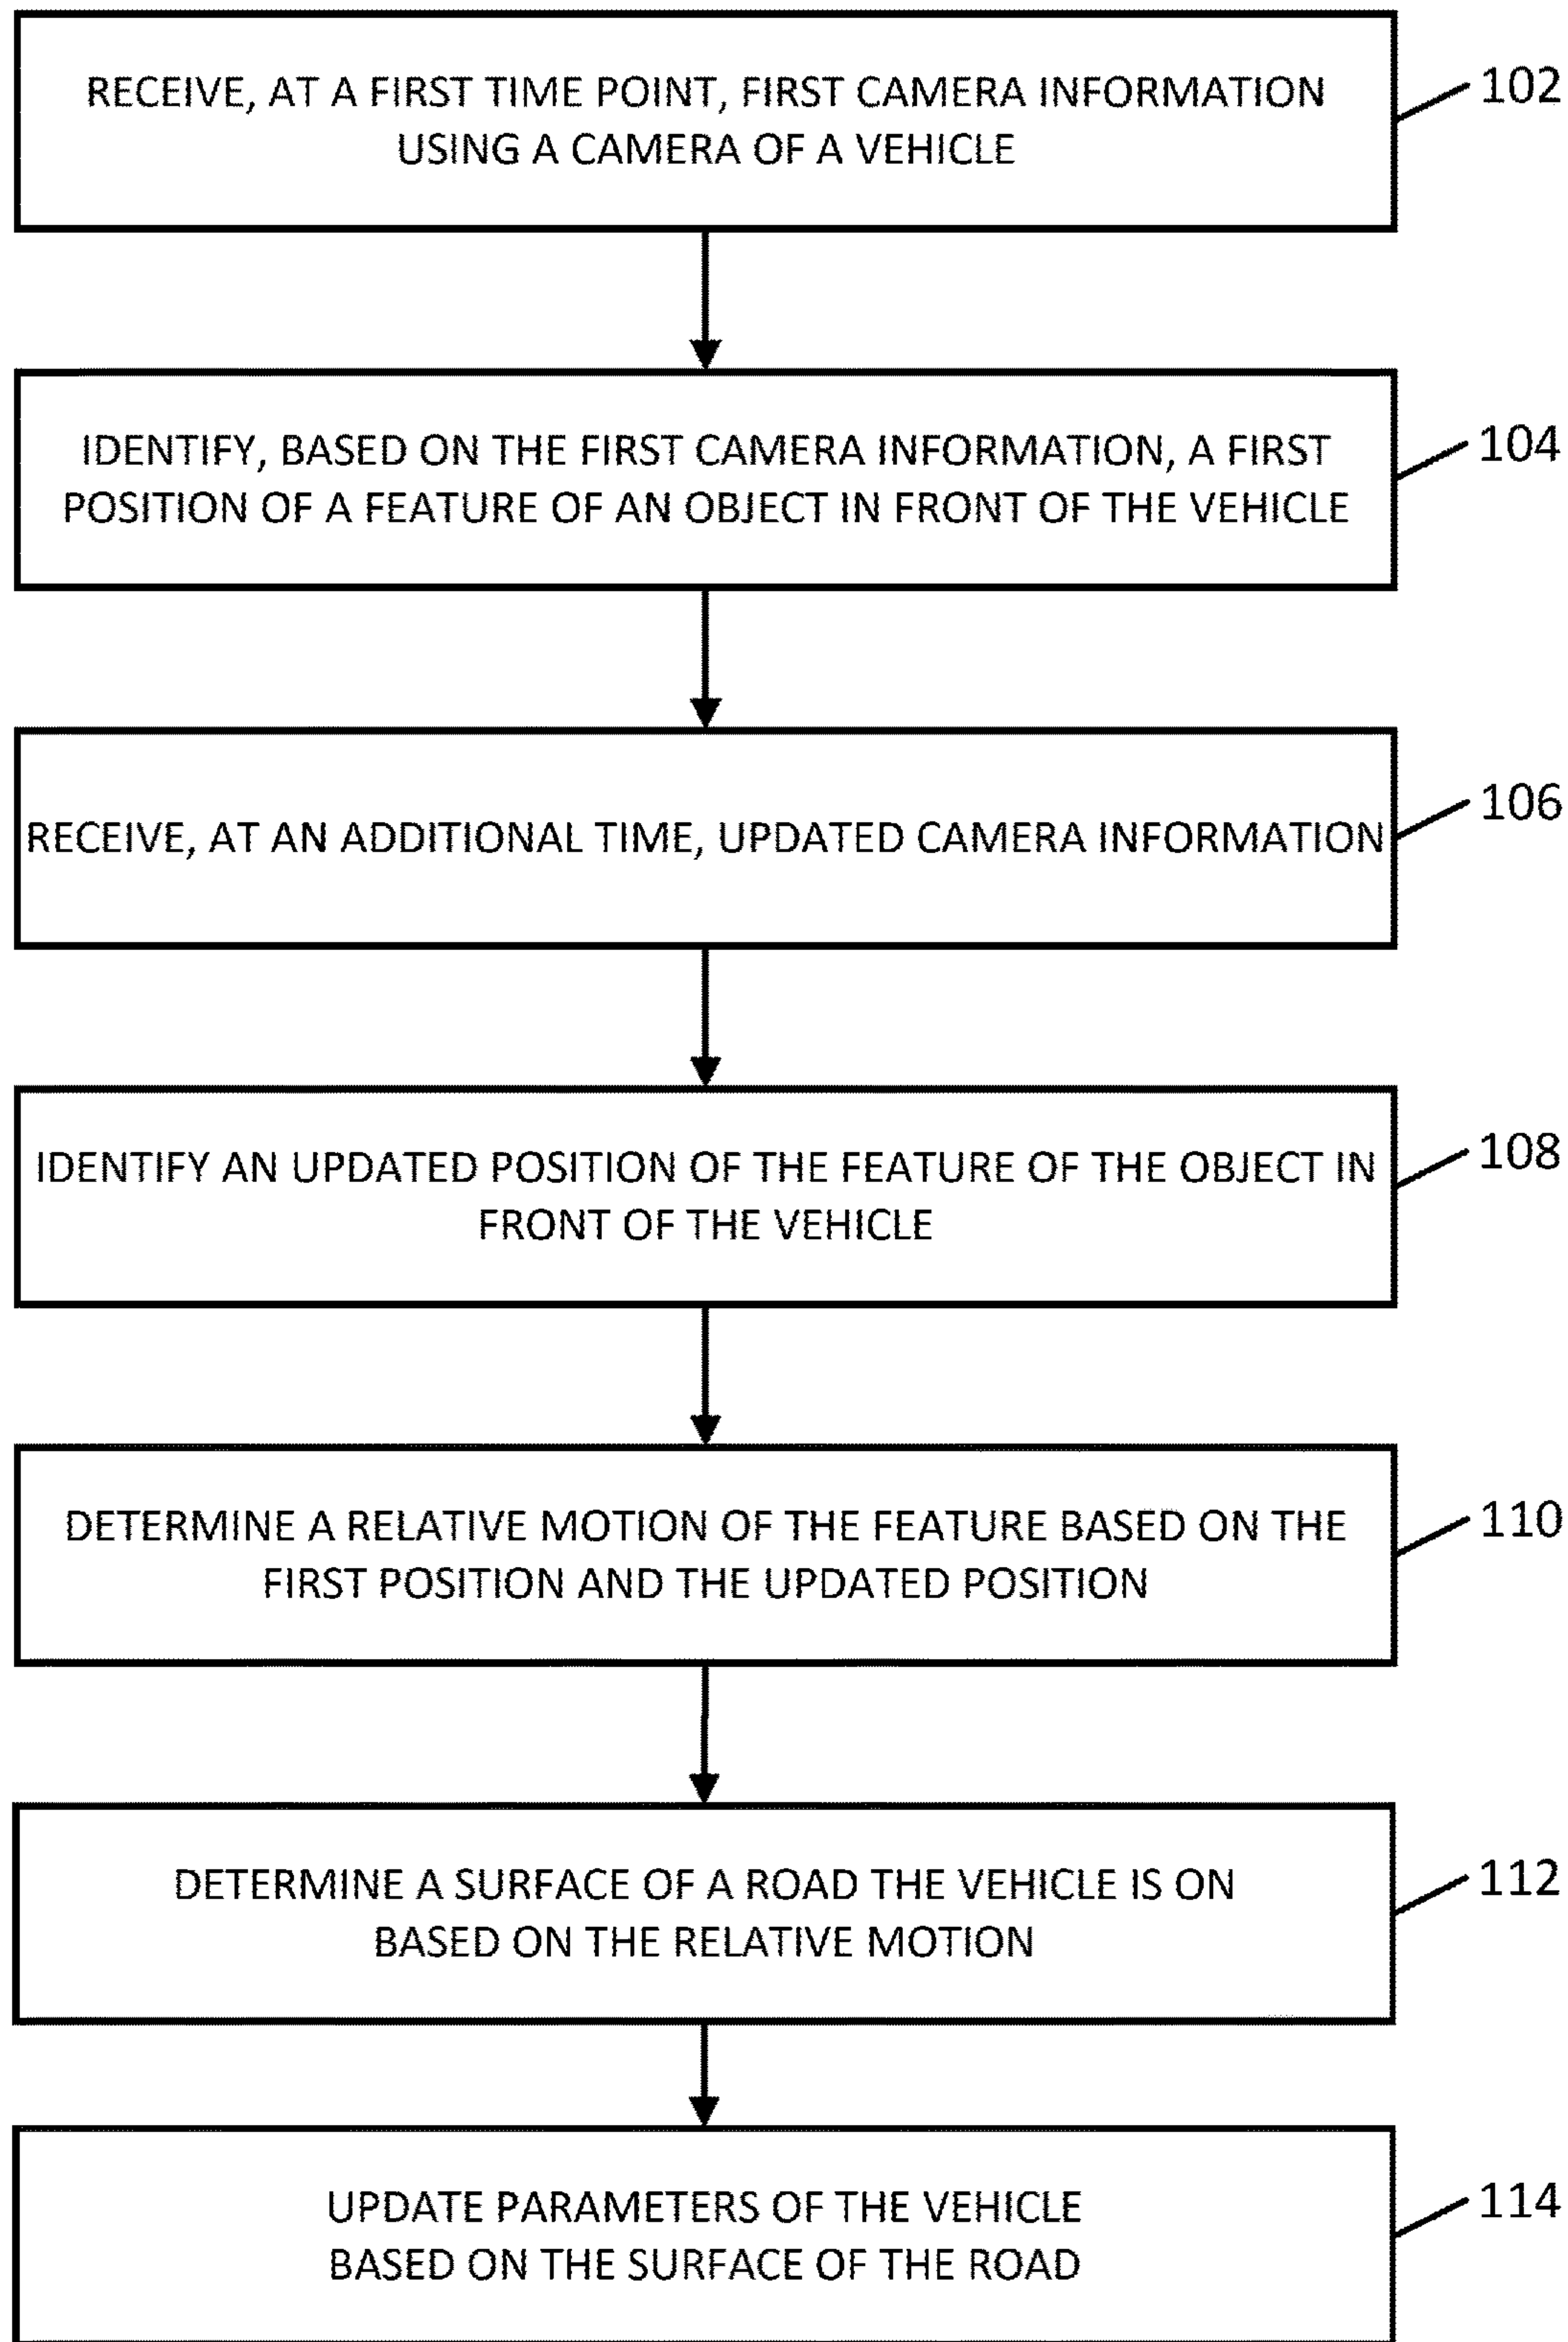 RECEIVE, AT A FIRST TIME POINT, FIRST CAMERA INFORMATION
USING A CAMERA OF A VEHICLE
102
IDENTIFY, BASED ON THE FIRST CAMERA INFORMATION, A FIRST
POSITION OF A FEATURE OF AN OBJECT IN FRONT OF THE VEHICLE
104
RECEIVE, AT AN ADDITIONAL TIME, UPDATED CAMERA INFORMATION
106
IDENTIFY AN UPDATED POSITION OF THE FEATURE OF THE OBJECT IN
FRONT OF THE VEHICLE
108
DETERMINE A RELATIVE MOTION OF THE FEATURE BASED ON THE
FIRST POSITION AND THE UPDATED POSITION
110
DETERMINE A SURFACE OF A ROAD THE VEHICLE IS ON
BASED ON THE RELATIVE MOTION
112
UPDATE PARAMETERS OF THE VEHICLE
BASED ON THE SURFACE OF THE ROAD
114